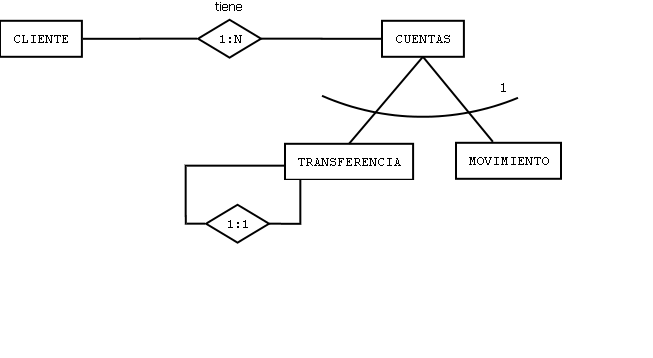 tiene
CLIENTE
1:N
CUENTAS
1
TRANSFERENCIA
MOVIMIENTO
1:1